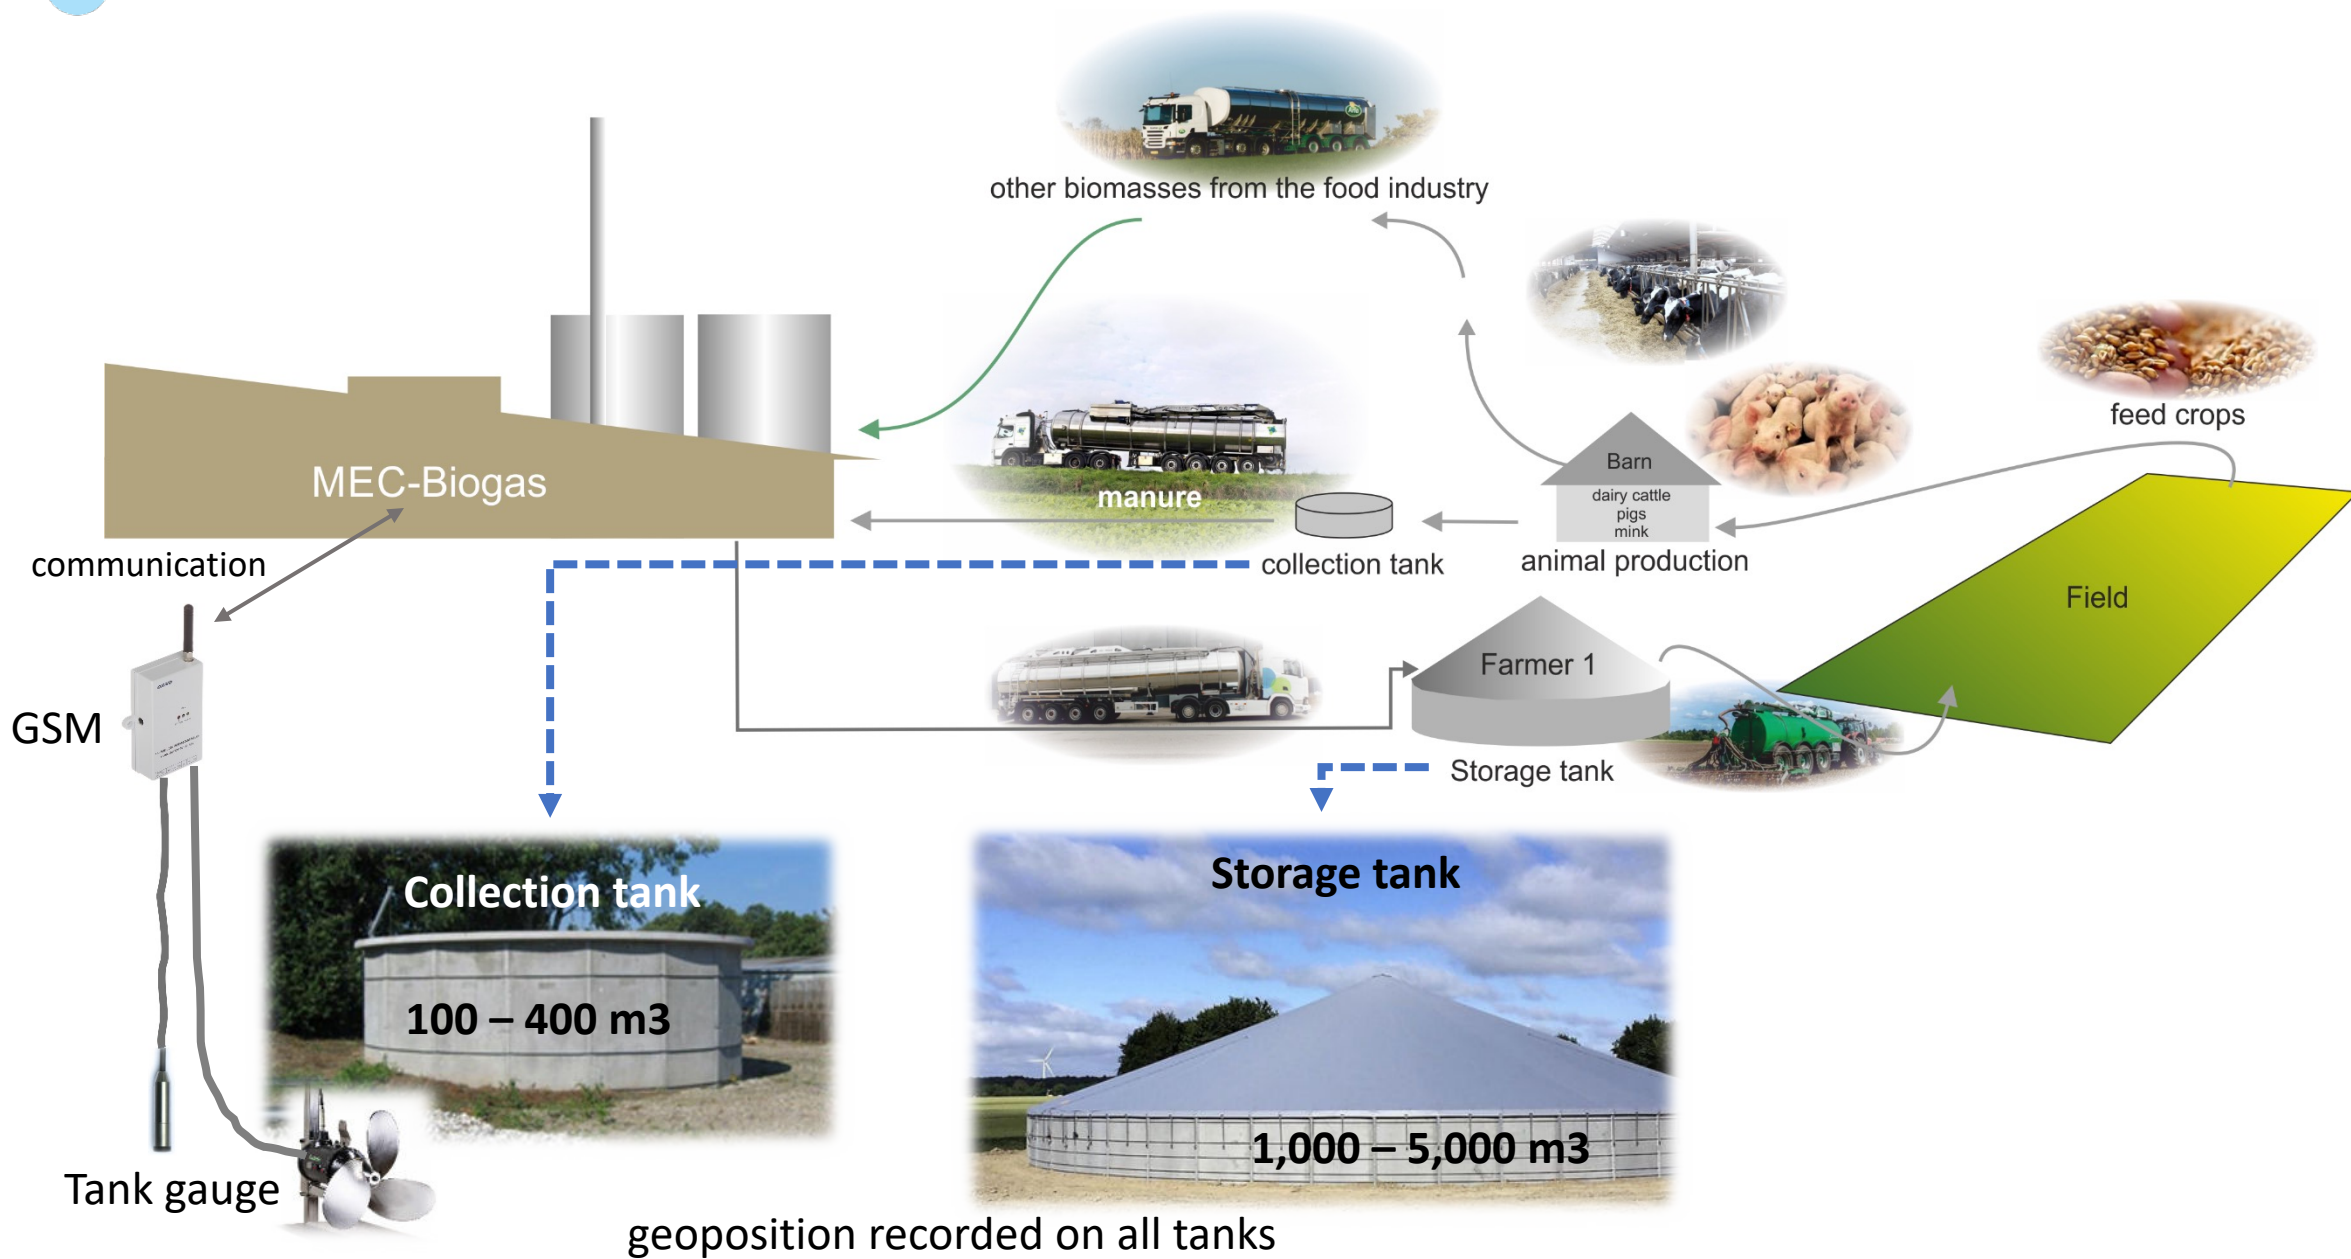 other biomasses from the food industry
feed crops
Barn
dairy cattle
pigs
mink
MEC-Biogas
manure
communication
collection tank
animal production
Field
Farmer 1
GSM
Storage tank
Collection tank
Storage tank
100 – 400 m3
1,000 – 5,000 m3
Tank gauge
geoposition recorded on all tanks